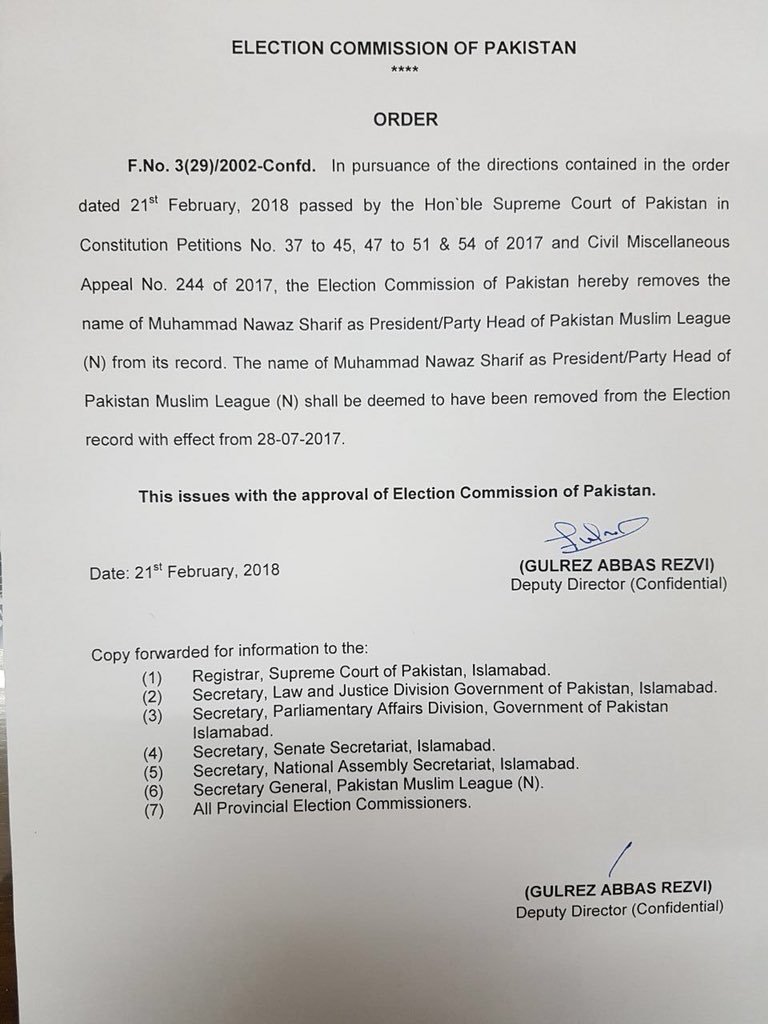 ELECTION COMMISSION OF PAKISTAN
****
ORDER
F.No. 3(29)/2002-Confd. In pursuance of the directions contained in the order
dated 21st February, 2018 passed by the Hon`ble Supreme Court of Pakistan in
Constitution Petitions No. 37 to 45, 47 to 51 & 54 of 2017 and Civil Miscellaneous
Appeal No. 244 of 2017, the Election Commission of Pakistan hereby removes the
name of Muhammad Nawaz Sharif as President/Party Head of Pakistan Muslim League
(N) from its record. The name of Muhammad Nawaz Sharif as President/Party Head of
Pakistan Muslim League (N) shall be deemed to have been removed from the Election
record with effect from 28-07-2017.
This issues with the approval of Election Commission of Pakistan.
Date: 21st February, 2018
(GULREZ ABBAS REZVI)
Deputy Director (Confidential)
Copy forwarded for information to the:
(1) Registrar, Supreme Court of Pakistan, Islamabad.
(2) Secretary, Law and Justice Division Government of Pakistan, Islamabad.
(3) Secretary, Parliamentary Affairs Division, Government of Pakistan
Islamabad.
(4) Secretary, Senate Secretariat, Islamabad.
(5) Secretary, National Assembly Secretariat, Islamabad.
(6) Secretary General, Pakistan Muslim League (N).
(7) All Provincial Election Commissioners.
(GULREZ ABBAS REZVI)
Deputy Director (Confidential)